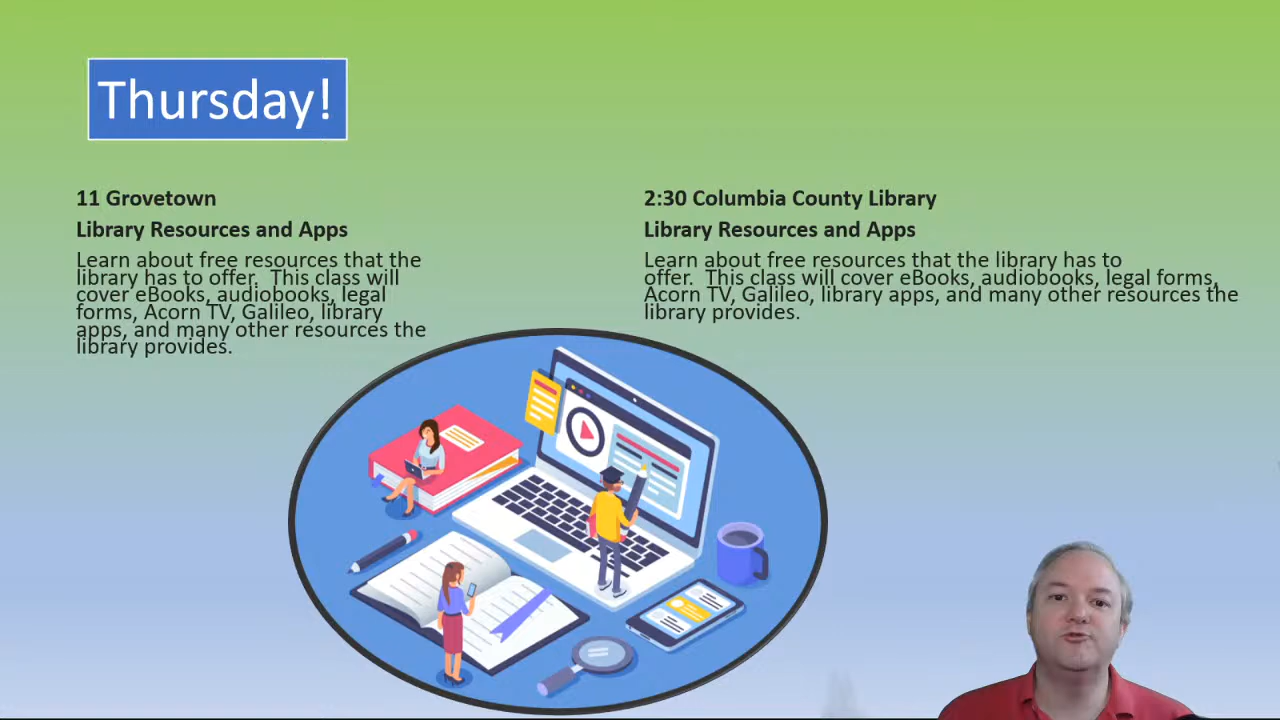 Thursday!
11 Grovetown
Library Resources and Apps
Learn about free resources that the
library has to offer.  This class will
cover eBooks, audiobooks, legal
forms, Acorn TV, Galileo, library
apps, and many other resources the
library provides.
2:30 Columbia County Library
Library Resources and Apps
Learn about free resources that the library has to
offer.  This class will cover eBooks, audiobooks, legal forms,
Acorn TV, Galileo, library apps, and many other resources the
library provides.